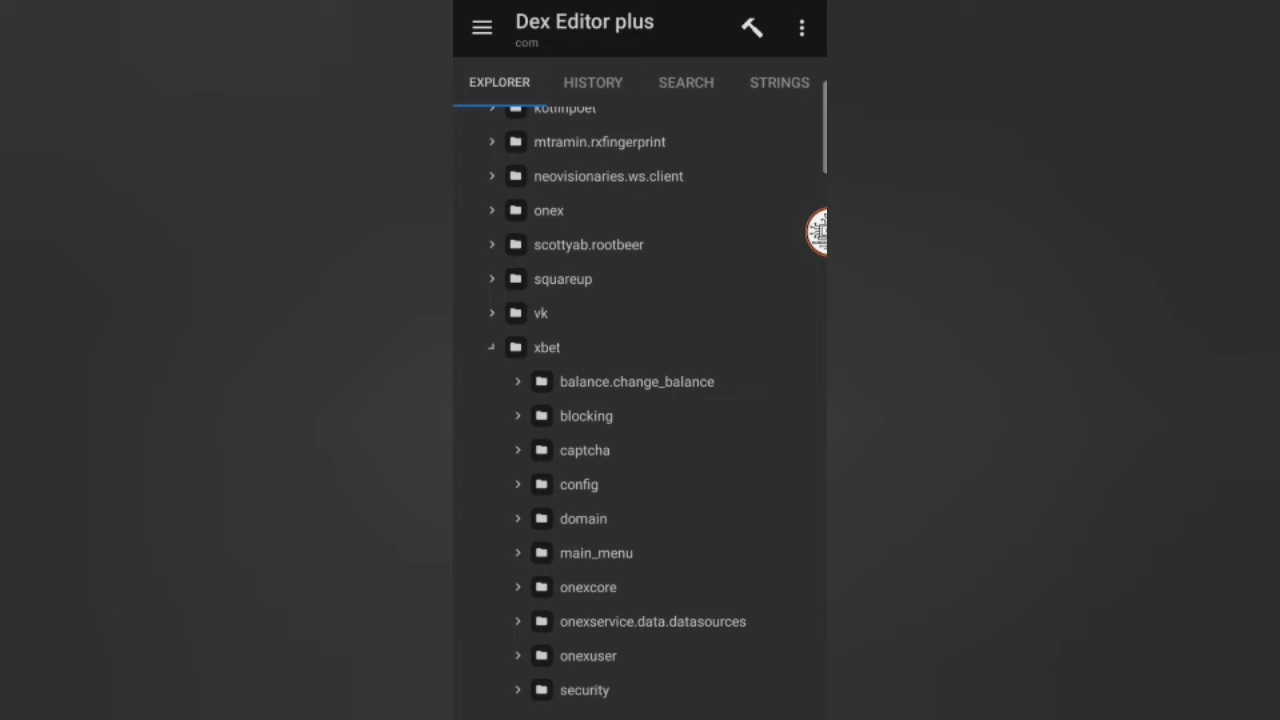 Dex Editor plus
com
EXPLORER HISTORY SEARCH STRINGS
kotlinpoet
mtramin.rxfingerprint
neovisionaries.ws.client
onex
scottyab.rootbeer
squareup
vk
xbet
balance.change_balance
blocking
captcha
config
domain
main_menu
onexcore
onexservice.data.datasources
onexuser
security